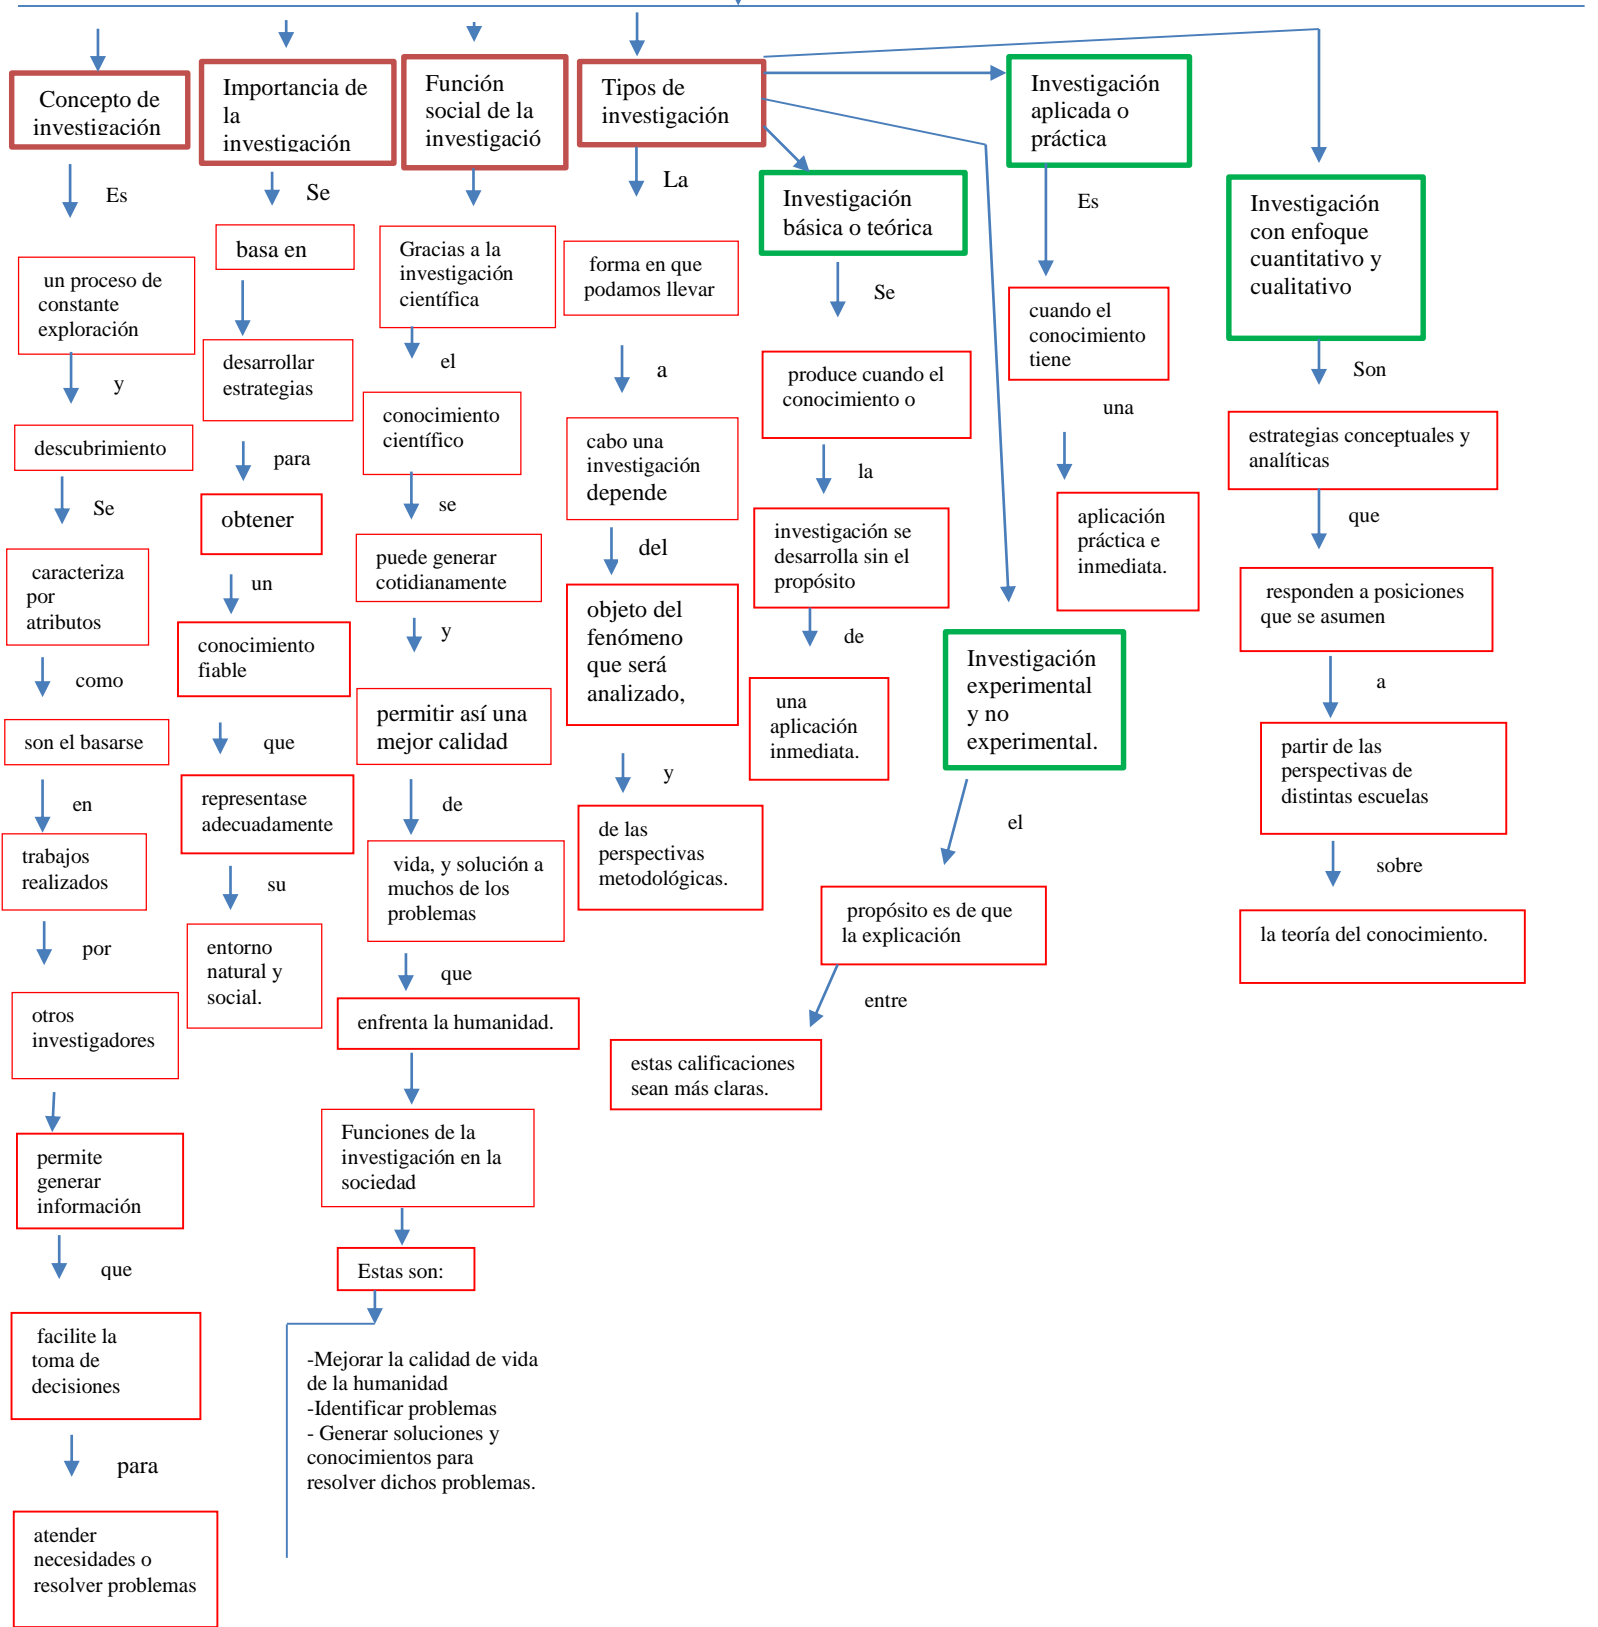 Concepto de
investigación
Es
un proceso de
constante
exploración
y
descubrimiento
Se
caracteriza
por
atributos
como
son el basarse
en
trabajos
realizados
por
otros
investigadores
permite
generar
información
que
facilite la
toma de
decisiones
para
atender
necesidades o
resolver problemas
Importancia de
la
investigación
Se
basa en
desarrollar
estrategias
para
obtener
un
conocimiento
fiable
que
representase
adecuadamente
su
entorno
natural y
social.
Función
social de la
investigació
Gracias a la
investigación
científica
el
conocimiento
científico
se
puede generar
cotidianamente
y
permitir así una
mejor calidad
de
vida, y solución a
muchos de los
problemas
que
enfrenta la humanidad.
Funciones de la
investigación en la
sociedad
Estas son:
-Mejorar la calidad de vida
de la humanidad
-Identificar problemas
- Generar soluciones y
conocimientos para
resolver dichos problemas.
Tipos de
investigación
La
forma en que
podamos llevar
a
cabo una
investigación
depende
del
objeto del
fenómeno
que será
analizado,
y
de las
perspectivas
metodológicas.
Investigación
básica o teórica
Se
produce cuando el
conocimiento o
la
investigación se
desarrolla sin el
propósito
de
una
aplicación
inmediata.
Investigación
aplicada o
práctica
Es
cuando el
conocimiento
tiene
una
aplicación
práctica e
inmediata.
Investigación
experimental
y no
experimental.
el
propósito es de que
la explicación
entre
estas calificaciones
sean más claras.
Investigación
con enfoque
cuantitativo y
cualitativo
Son
estrategias conceptuales y
analíticas
que
responden a posiciones
que se asumen
a
partir de las
perspectivas de
distintas escuelas
sobre
la teoría del conocimiento.